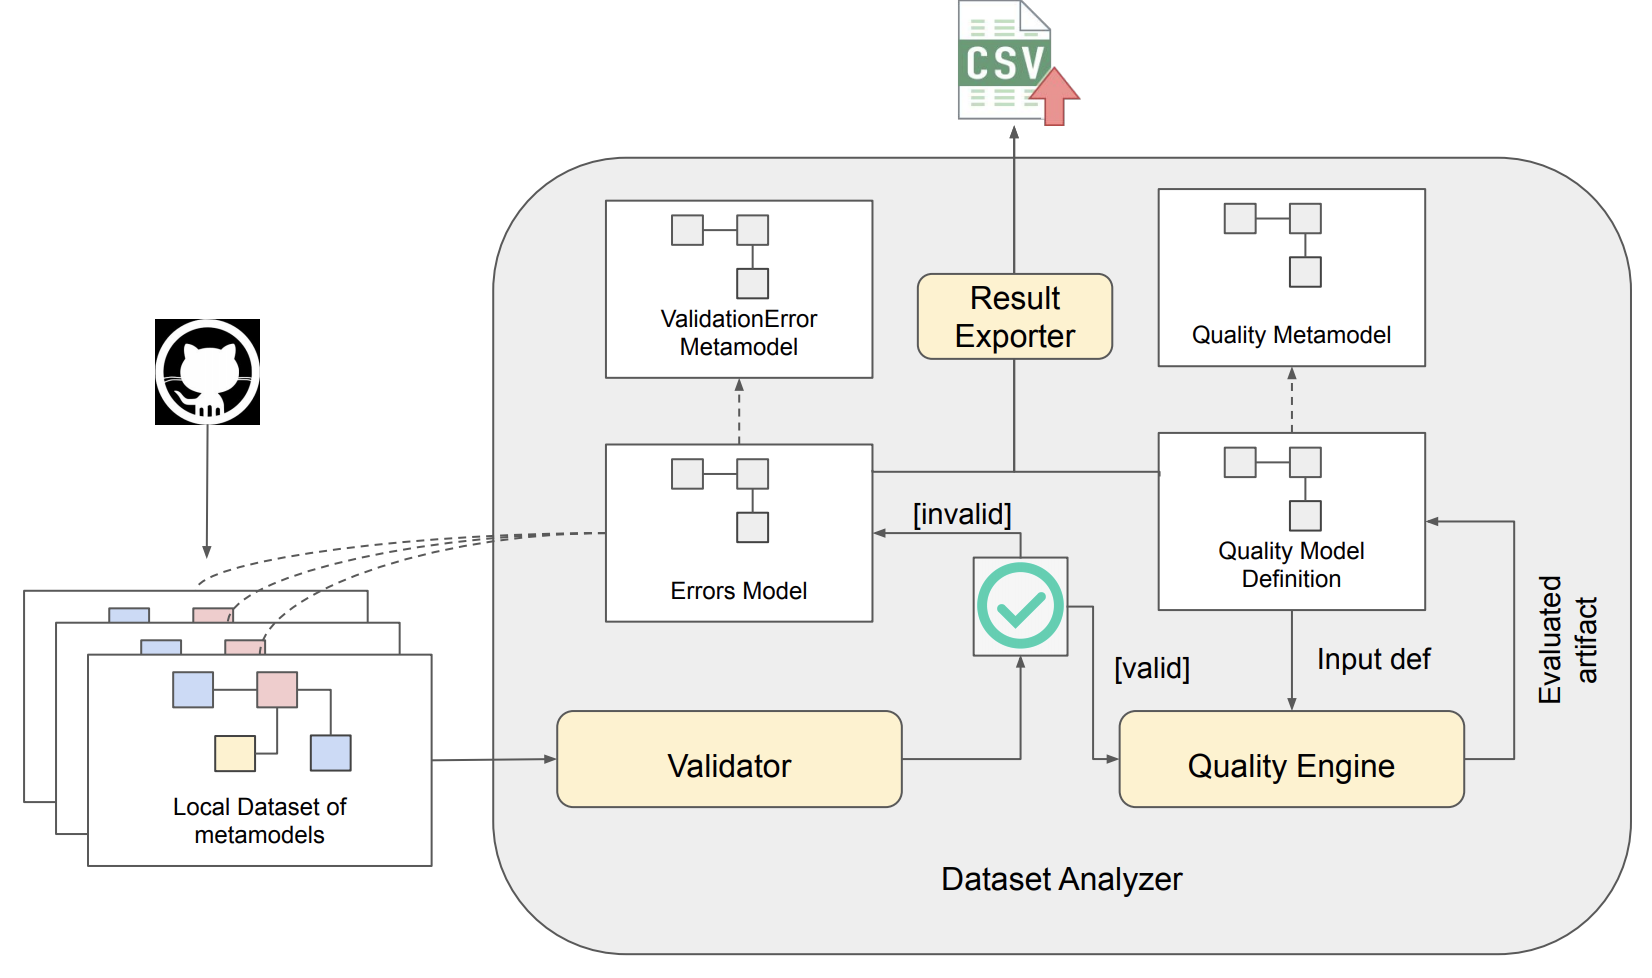 CSV
ValidationError
Metamodel
Result
Exporter
Quality Metamodel
[invalid]
Errors Model
Quality Model
Definition
Evaluated
artifact
Input def
[valid]
Validator
Quality Engine
Local Dataset of
metamodels
Dataset Analyzer